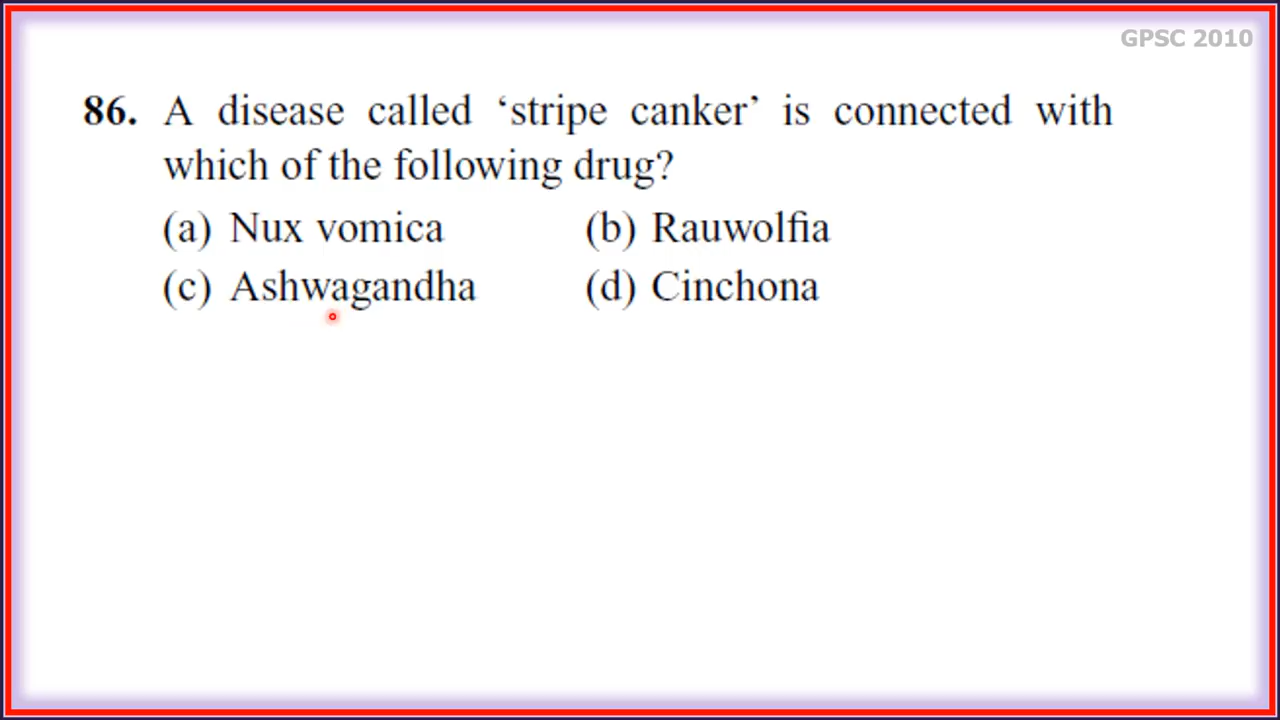 GPSC 2010
86. A disease called ‘stripe canker’ is connected with
which of the following drug?
(a) Nux vomica (b) Rauwolfia
(c) Ashwagandha (d) Cinchona